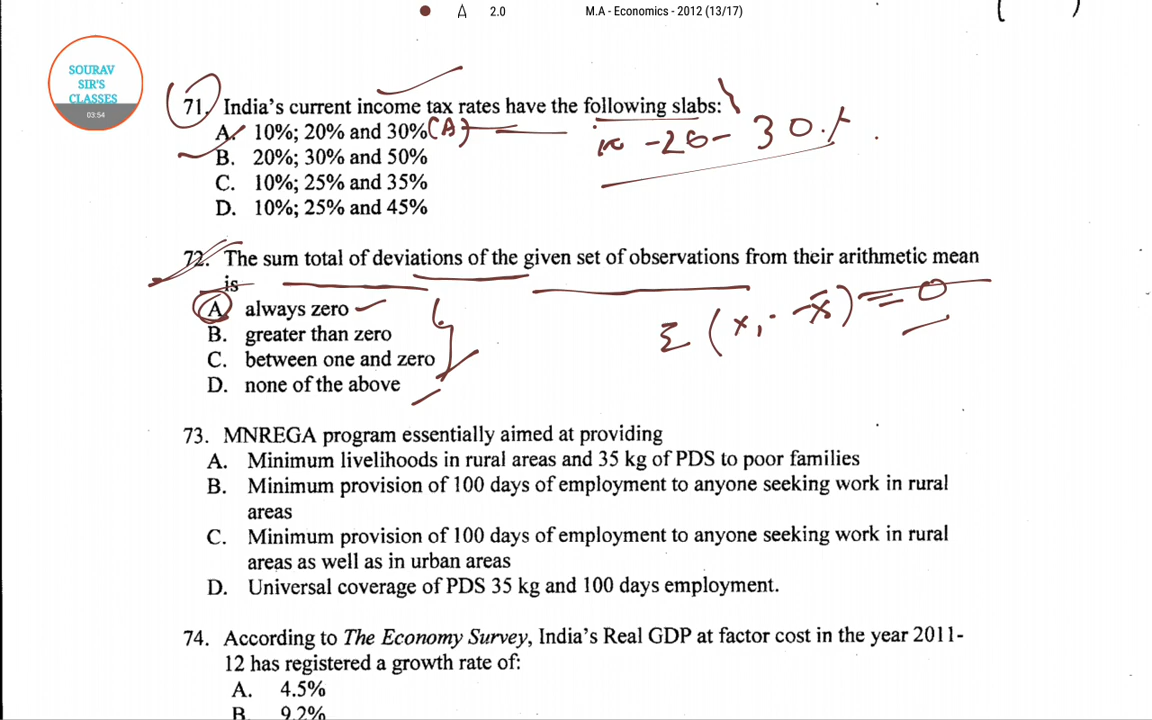 A 2.0 M.A - Economics - 2012 (13/17)
SOURAV
SIR'S
CLASSES
03:54
71. India's current income tax rates have the following slabs:
A. 10%; 20% and 30% (A)
10 - 20 - 30%.
B. 20%; 30% and 50%
C. 10%; 25% and 35%
D. 10%; 25% and 45%
72. The sum total of deviations of the given set of observations from their arithmetic mean
is
A. always zero
Σ (xi - x̄) = 0
B. greater than zero
C. between one and zero
D. none of the above
73. MNREGA program essentially aimed at providing
A. Minimum livelihoods in rural areas and 35 kg of PDS to poor families
B. Minimum provision of 100 days of employment to anyone seeking work in rural
areas
C. Minimum provision of 100 days of employment to anyone seeking work in rural
areas as well as in urban areas
D. Universal coverage of PDS 35 kg and 100 days employment.
74. According to The Economy Survey, India's Real GDP at factor cost in the year 2011-
12 has registered a growth rate of:
A. 4.5%
B. 9.2%